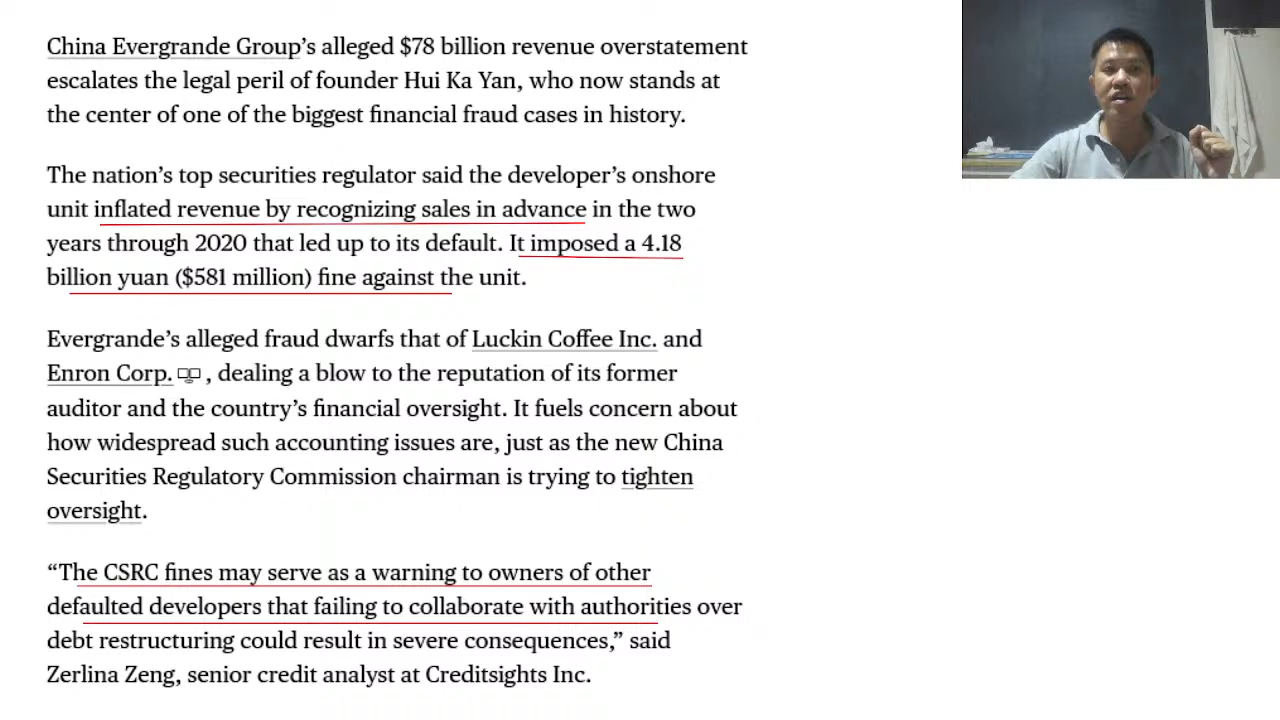 China Evergrande Group’s alleged $78 billion revenue overstatement
escalates the legal peril of founder Hui Ka Yan, who now stands at
the center of one of the biggest financial fraud cases in history.
The nation’s top securities regulator said the developer’s onshore
unit inflated revenue by recognizing sales in advance in the two
years through 2020 that led up to its default. It imposed a 4.18
billion yuan ($581 million) fine against the unit.
Evergrande’s alleged fraud dwarfs that of Luckin Coffee Inc. and
Enron Corp. , dealing a blow to the reputation of its former
auditor and the country’s financial oversight. It fuels concern about
how widespread such accounting issues are, just as the new China
Securities Regulatory Commission chairman is trying to tighten
oversight.
“The CSRC fines may serve as a warning to owners of other
defaulted developers that failing to collaborate with authorities over
debt restructuring could result in severe consequences,” said
Zerlina Zeng, senior credit analyst at Creditsights Inc.